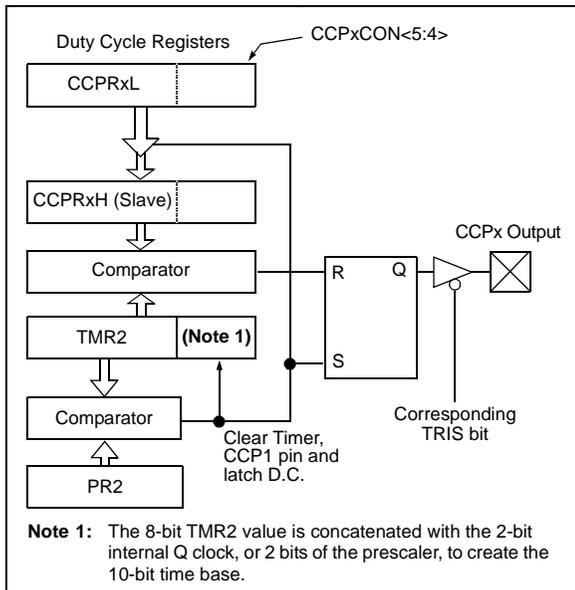 Duty Cycle Registers
CCPxCON<5:4>
CCPRxL
CCPRxH (Slave)
CCPx Output
Comparator
R
Q
TMR2
(Note 1)
S
Comparator
Corresponding
TRIS bit
Clear Timer,
CCP1 pin and
latch D.C.
PR2
Note 1: The 8-bit TMR2 value is concatenated with the 2-bit
internal Q clock, or 2 bits of the prescaler, to create the
10-bit time base.